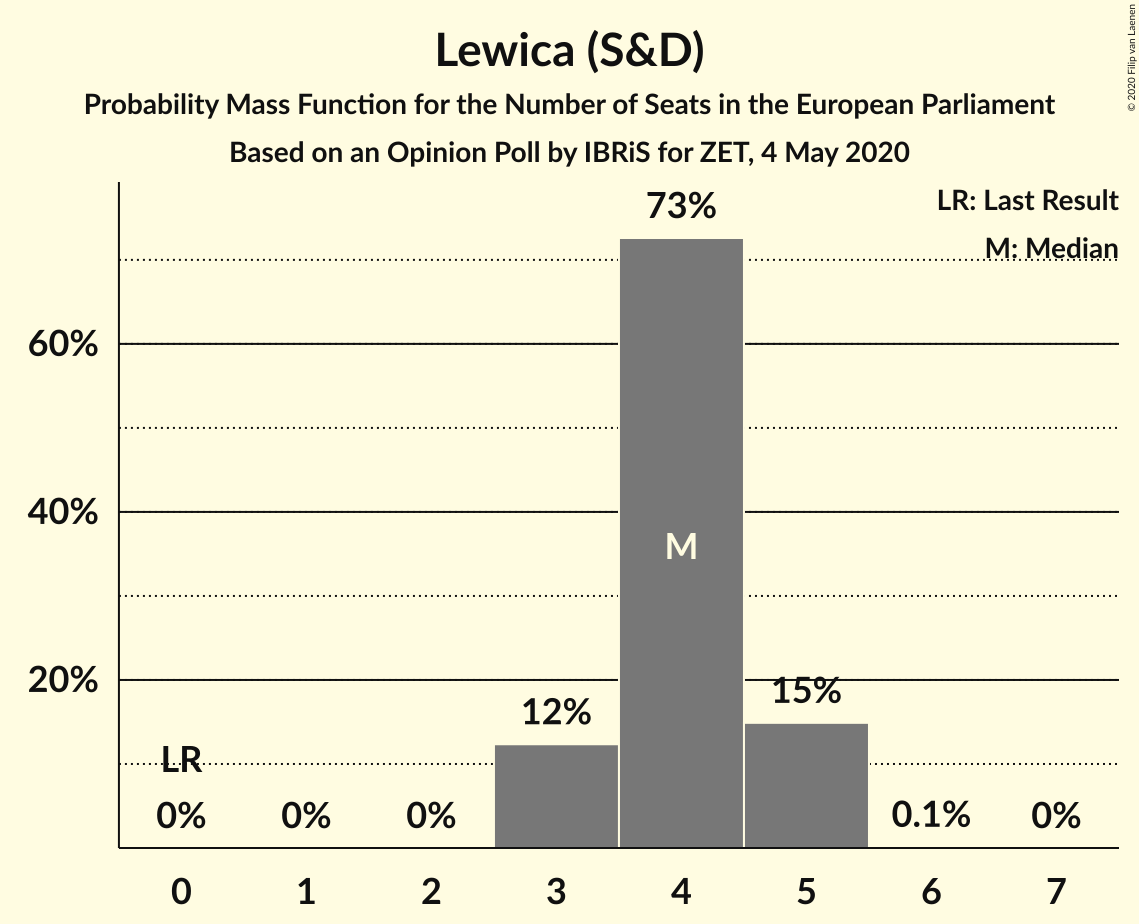 Lewica (S&D)
Probability Mass Function for the Number of Seats in the European Parliament
Based on an Opinion Poll by IBRiS for ZET, 4 May 2020
© 2020 Filip van Laenen
LR: Last Result
M: Median
73%
60%
40%
M
20%
12%
15%
LR
0%
0%
0%
0.1%
0%
0
1
2
3
4
5
6
7